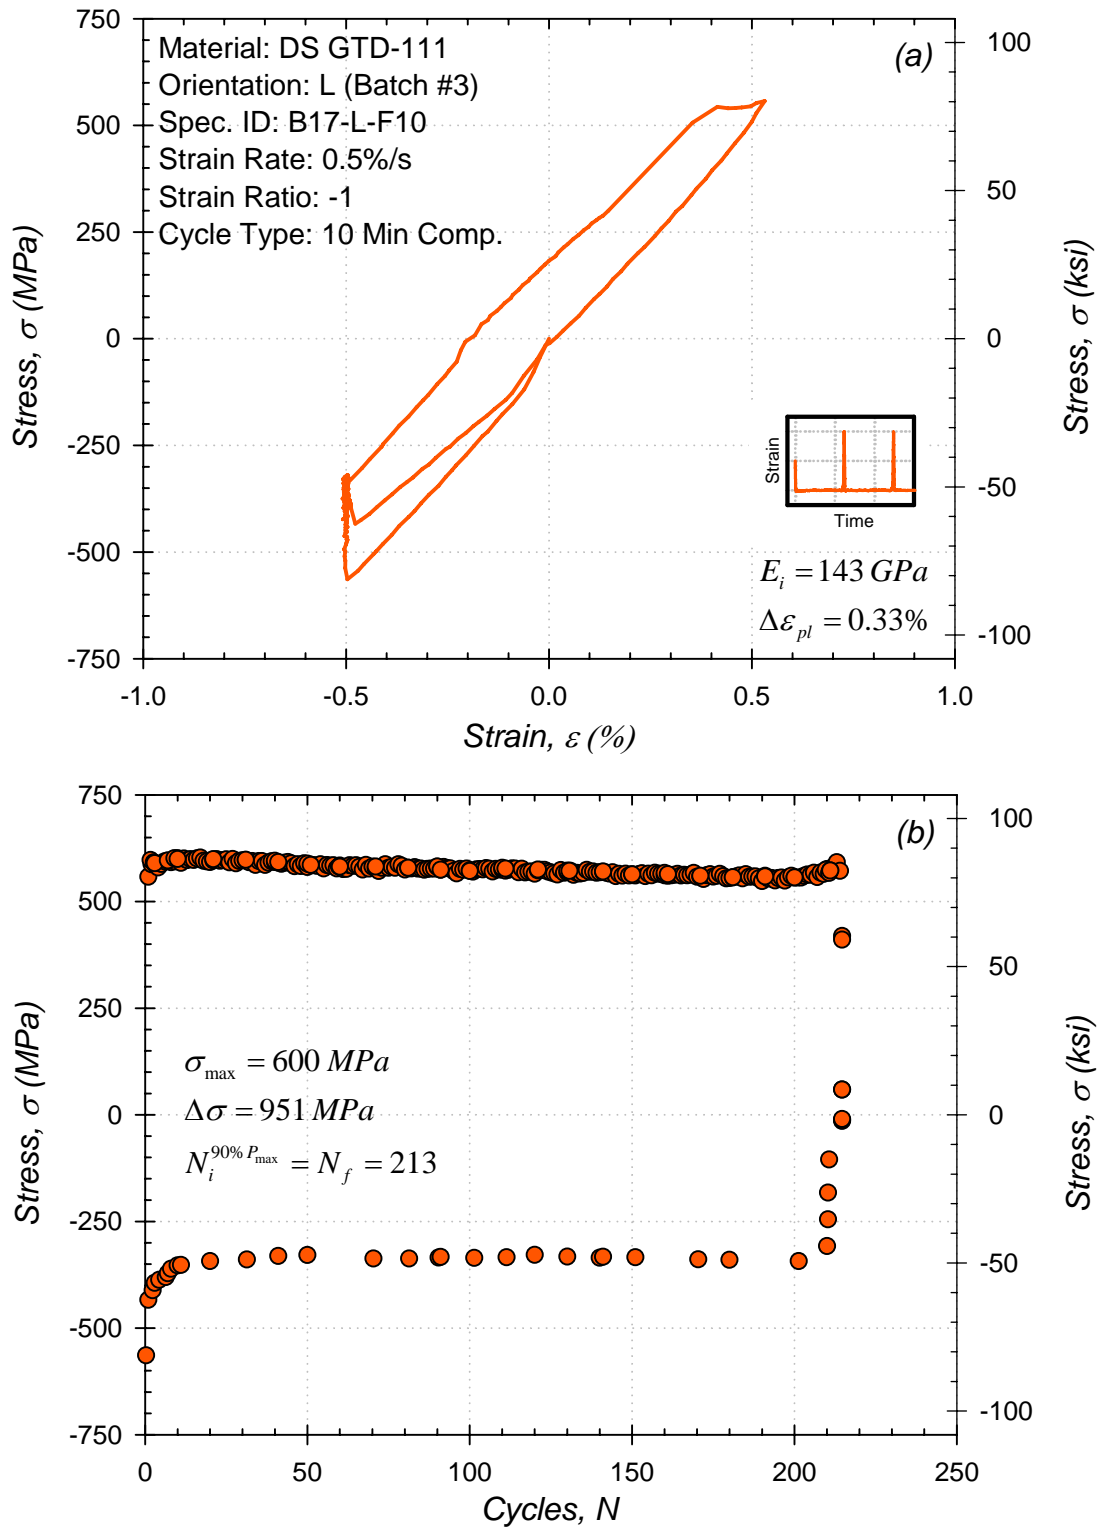 (a)
Material: DS GTD-111
Orientation: L (Batch #3)
Spec. ID: B17-L-F10
Strain Rate: 0.5%/s
Strain Ratio: -1
Cycle Type: 10 Min Comp.
750
500
250
0
-250
-500
-750
Stress, σ (MPa)
100
50
0
-50
-100
Stress, σ (ksi)
Strain
Time
E_i = 143 GPa
Δε_pl = 0.33%
-1.0 -0.5 0.0 0.5 1.0
Strain, ε (%)
(b)
750
500
250
0
-250
-500
-750
Stress, σ (MPa)
100
50
0
-50
-100
Stress, σ (ksi)
σ_max = 600 MPa
Δσ = 951 MPa
N_i^{90% P_max} = N_f = 213
0 50 100 150 200 250
Cycles, N